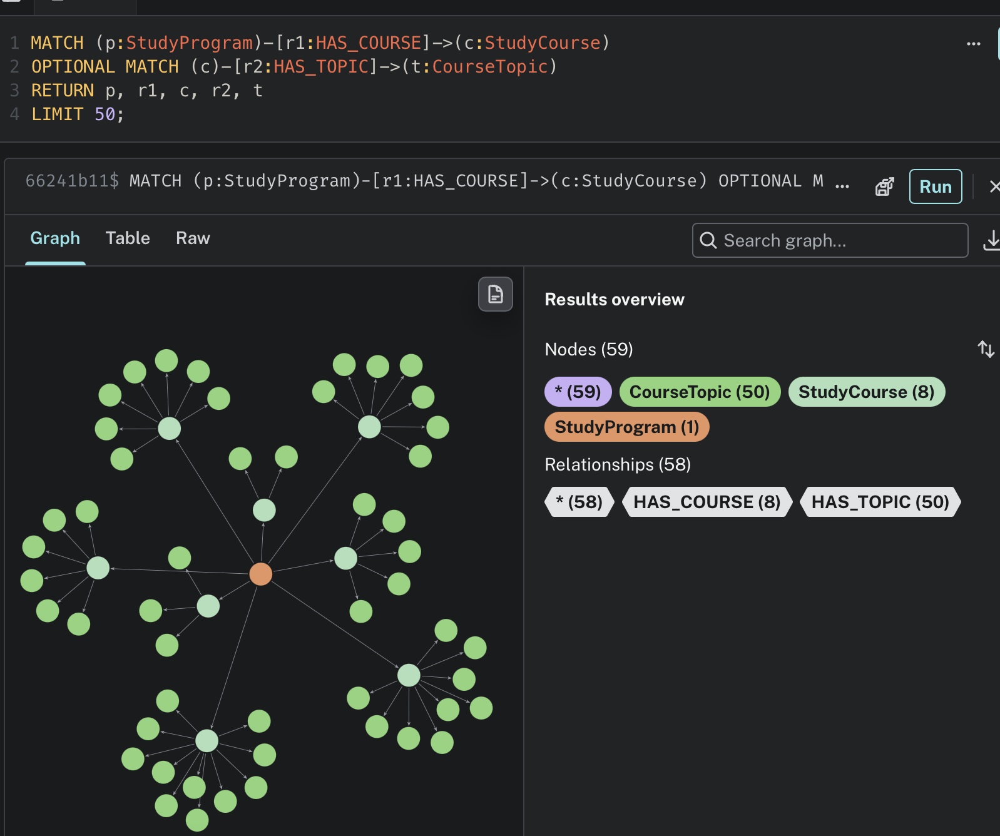 1 MATCH (p:StudyProgram)-[r1:HAS_COURSE]->(c:StudyCourse)
2 OPTIONAL MATCH (c)-[r2:HAS_TOPIC]->(t:CourseTopic)
3 RETURN p, r1, c, r2, t
4 LIMIT 50;
66241b11$ MATCH (p:StudyProgram)-[r1:HAS_COURSE]->(c:StudyCourse) OPTIONAL M ...
Run
Graph Table Raw
Search graph...
Results overview
Nodes (59)
* (59) CourseTopic (50) StudyCourse (8)
StudyProgram (1)
Relationships (58)
* (58) HAS_COURSE (8) HAS_TOPIC (50)